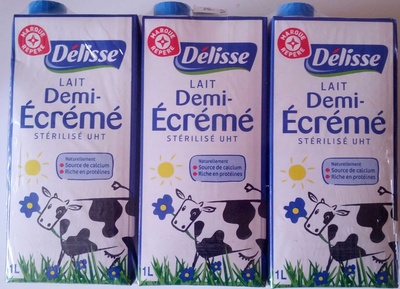 MARQUE REPÈRE
Délisse
LAIT
Demi-
Écrémé
STÉRILISÉ UHT
Naturellement
Source de calcium
Riche en protéines
1L
MARQUE REPÈRE
Délisse
LAIT
Demi-
Écrémé
STÉRILISÉ UHT
Naturellement
Source de calcium
Riche en protéines
1L
MARQUE REPÈRE
Délisse
LAIT
Demi-
Écrémé
STÉRILISÉ UHT
Naturellement
Source de calcium
Riche en protéines
1L